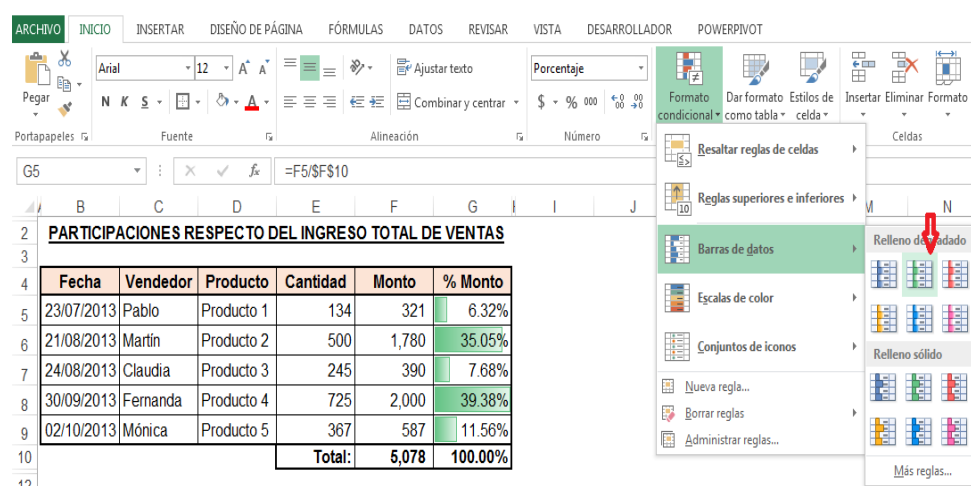 ARCHIVO INICIO INSERTAR DISEÑO DE PÁGINA FÓRMULAS DATOS REVISAR VISTA DESARROLLADOR POWERPIVOT
Pegar
Arial 12 A A
N K S A
Ajustar texto
Combinar y centrar
Porcentaje
$ % 000
Formato condicional
Dar formato como tabla
Estilos de celda
Insertar Eliminar Formato
Portapapeles Fuente Alineación Número Celdas
G5 fx =F5/$F$10
B C D E F G H I J M N
2 PARTICIPACIONES RESPECTO DEL INGRESO TOTAL DE VENTAS
3
4 Fecha Vendedor Producto Cantidad Monto % Monto
5 23/07/2013 Pablo Producto 1 134 321 6.32%
6 21/08/2013 Martín Producto 2 500 1,780 35.05%
7 24/08/2013 Claudia Producto 3 245 390 7.68%
8 30/09/2013 Fernanda Producto 4 725 2,000 39.38%
9 02/10/2013 Mónica Producto 5 367 587 11.56%
10 Total: 5,078 100.00%
Resaltar reglas de celdas
Reglas superiores e inferiores
Barras de datos
Escalas de color
Conjuntos de iconos
Nueva regla...
Borrar reglas
Administrar reglas...
Relleno
Relleno sólido
Más reglas...